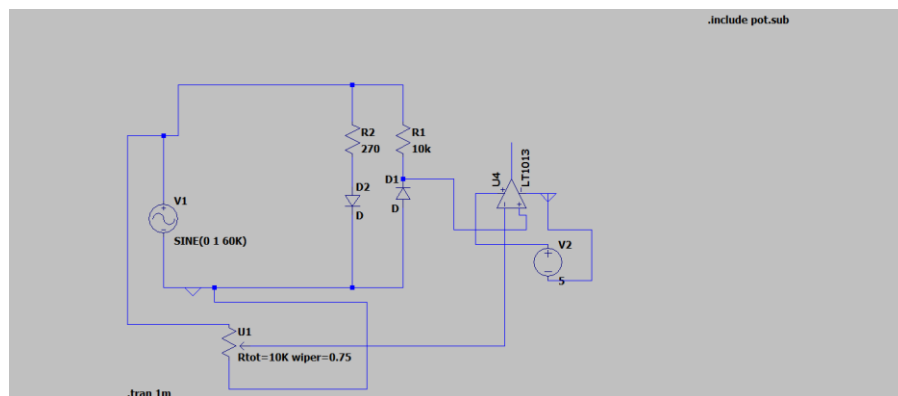 .include pot.sub
R2
270
R1
10k
D2
D
D1
D
V1
SINE(0 1 60K)
U4
LT1013
V2
5
U1
Rtot=10K wiper=0.75
.tran 1m